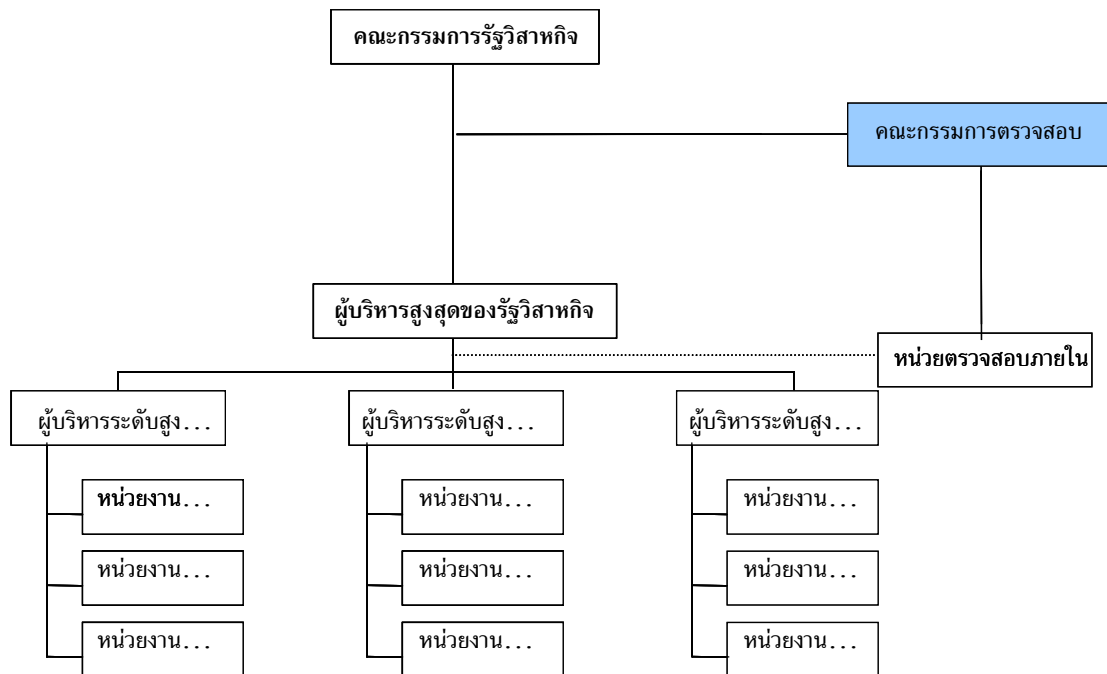 คณะกรรมการรัฐวิสาหกิจ
คณะกรรมการตรวจสอบ
ผู้บริหารสูงสุดของรัฐวิสาหกิจ
หน่วยตรวจสอบภายใน
ผู้บริหารระดับสูง...
ผู้บริหารระดับสูง...
ผู้บริหารระดับสูง...
หน่วยงาน...
หน่วยงาน...
หน่วยงาน...
หน่วยงาน...
หน่วยงาน...
หน่วยงาน...
หน่วยงาน...
หน่วยงาน...
หน่วยงาน...